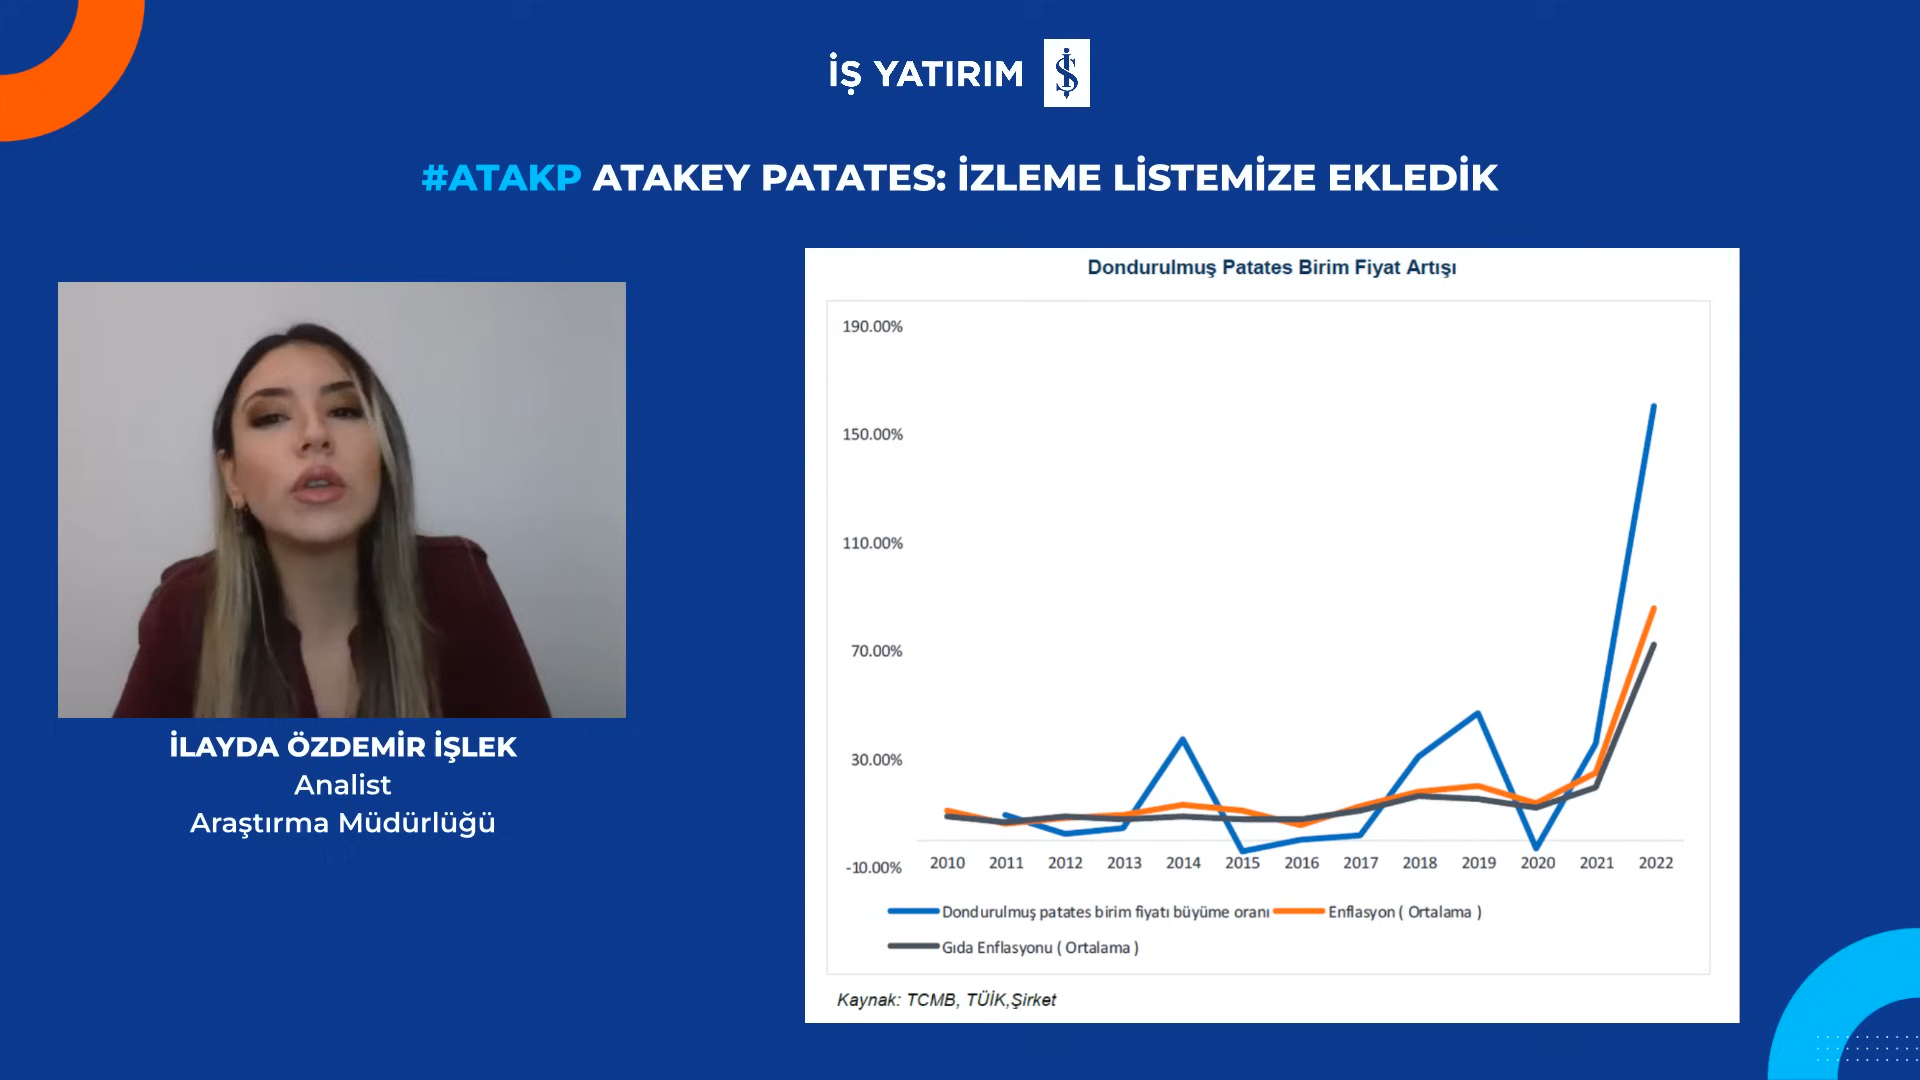 İŞ YATIRIM
#ATAKP ATAKEY PATATES: İZLEME LİSTEMİZE EKLEDİK
İLAYDA ÖZDEMİR İŞLEK
Analist
Araştırma Müdürlüğü
Dondurulmuş Patates Birim Fiyat Artışı
190.00%
150.00%
110.00%
70.00%
30.00%
-10.00%
2010 2011 2012 2013 2014 2015 2016 2017 2018 2019 2020 2021 2022
Dondurulmuş patates birim fiyatı büyüme oranı Enflasyon ( Ortalama )
Gıda Enflasyonu ( Ortalama )
Kaynak: TCMB, TÜİK,Şirket